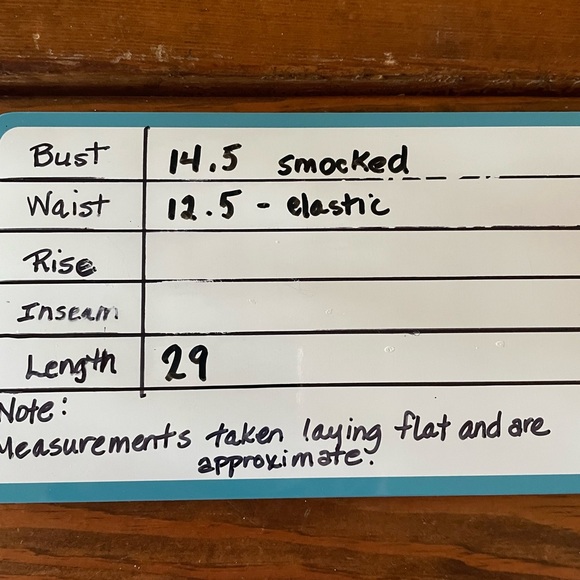 Bust 14.5 smocked
Waist 12.5 - elastic
Rise
Inseam
Length 29
Note:
Measurements taken laying flat and are
approximate.